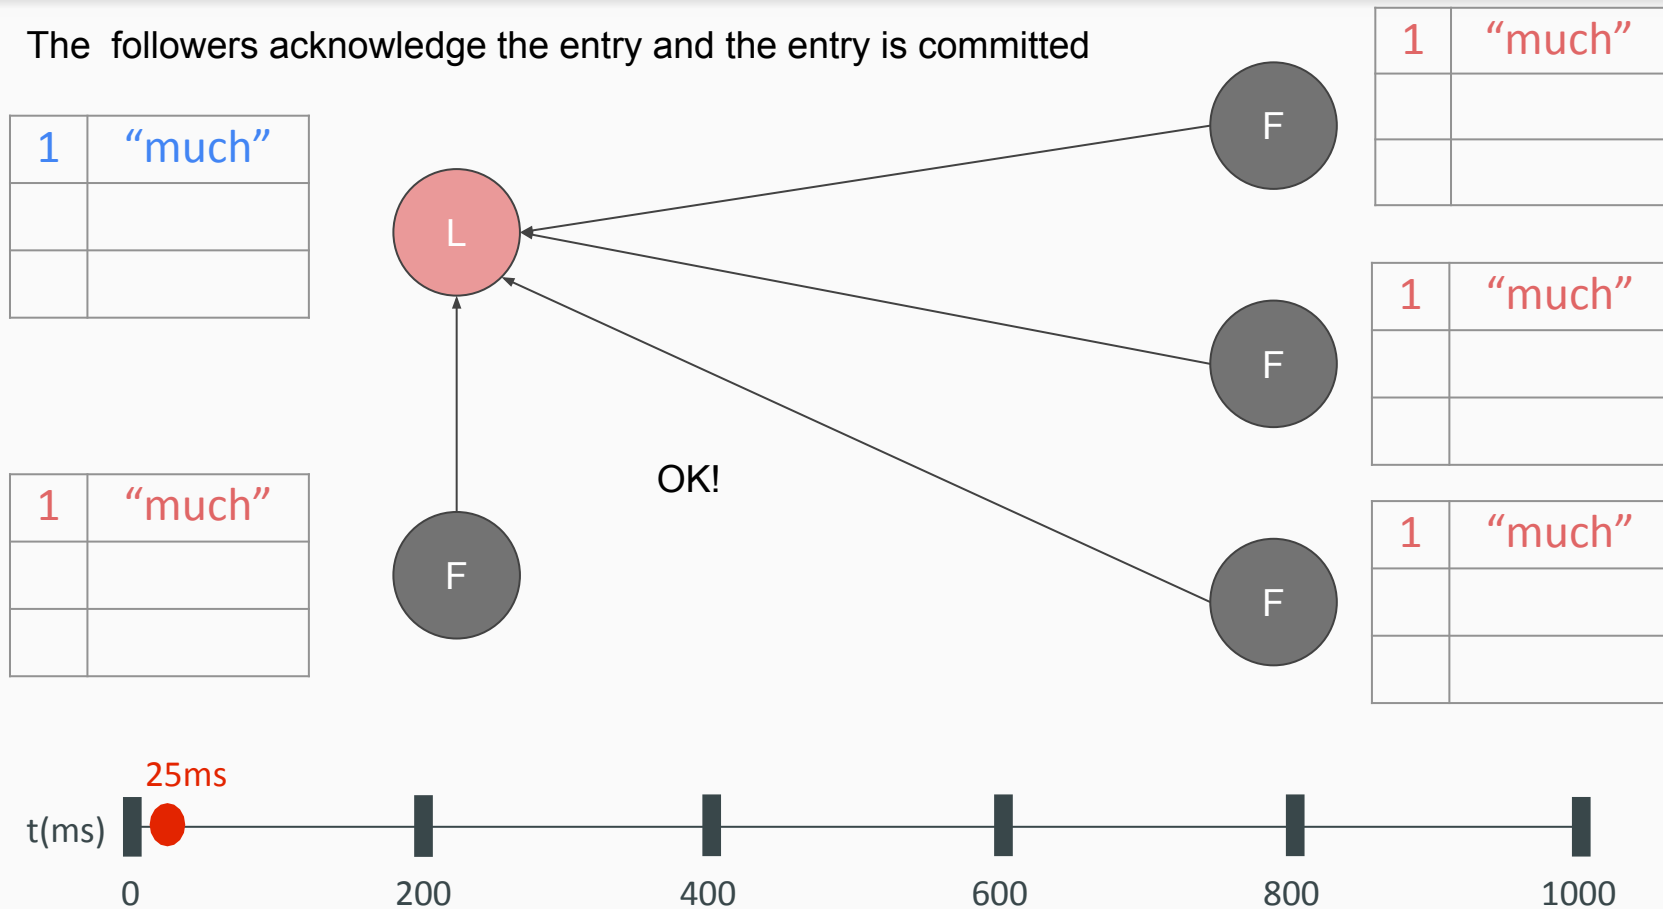 The  followers acknowledge the entry and the entry is committed
1 “much”
1 “much”
F
L
1 “much”
F
1 “much”
OK!
F
1 “much”
F
25ms
t(ms)
0 200 400 600 800 1000